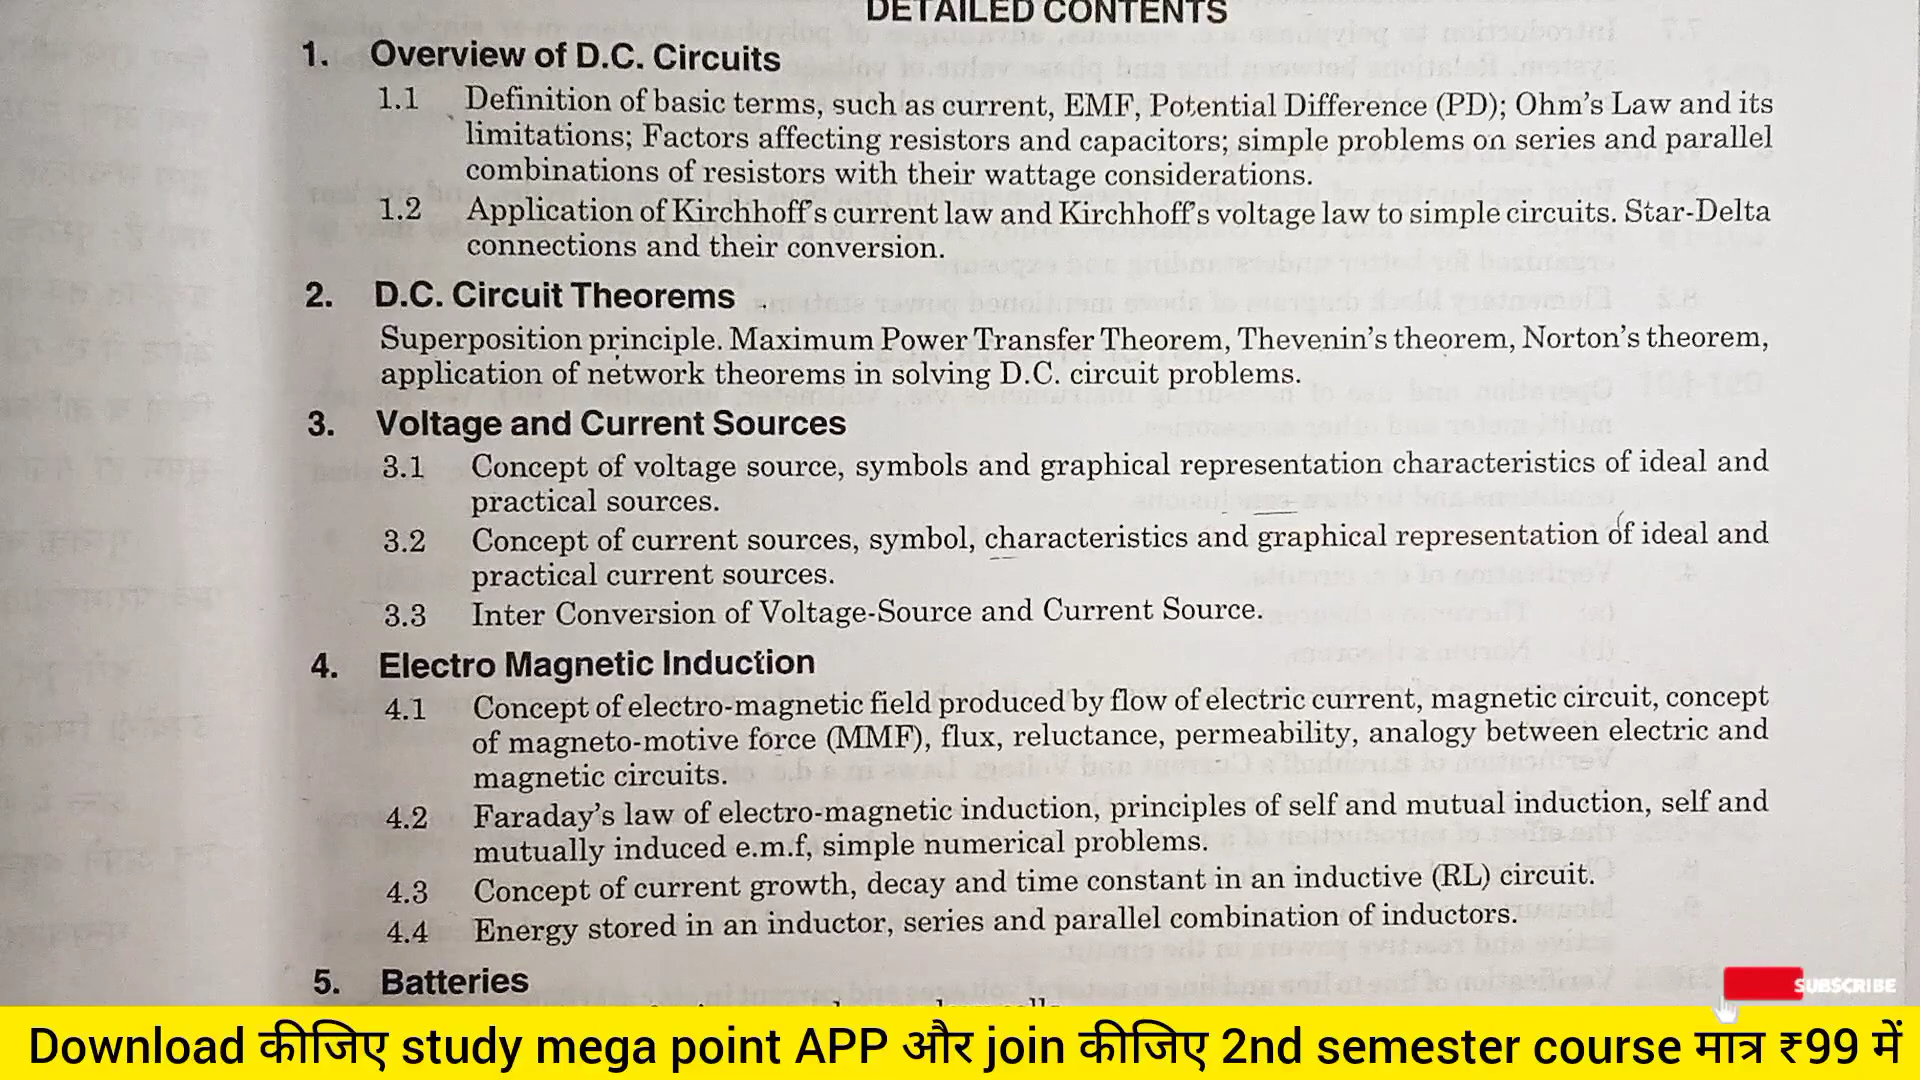 DETAILED CONTENTS
1. Overview of D.C. Circuits
1.1 Definition of basic terms, such as current, EMF, Potential Difference (PD); Ohm's Law and its
limitations; Factors affecting resistors and capacitors; simple problems on series and parallel
combinations of resistors with their wattage considerations.
1.2 Application of Kirchhoff's current law and Kirchhoff's voltage law to simple circuits. Star-Delta
connections and their conversion.
2. D.C. Circuit Theorems
Superposition principle. Maximum Power Transfer Theorem, Thevenin's theorem, Norton's theorem,
application of network theorems in solving D.C. circuit problems.
3. Voltage and Current Sources
3.1 Concept of voltage source, symbols and graphical representation characteristics of ideal and
practical sources.
3.2 Concept of current sources, symbol, characteristics and graphical representation of ideal and
practical current sources.
3.3 Inter Conversion of Voltage-Source and Current Source.
4. Electro Magnetic Induction
4.1 Concept of electro-magnetic field produced by flow of electric current, magnetic circuit, concept
of magneto-motive force (MMF), flux, reluctance, permeability, analogy between electric and
magnetic circuits.
4.2 Faraday's law of electro-magnetic induction, principles of self and mutual induction, self and
mutually induced e.m.f, simple numerical problems.
4.3 Concept of current growth, decay and time constant in an inductive (RL) circuit.
4.4 Energy stored in an inductor, series and parallel combination of inductors.
5. Batteries
SUBSCRIBE
Download कीजिए study mega point APP और join कीजिए 2nd semester course मात्र ₹99 में